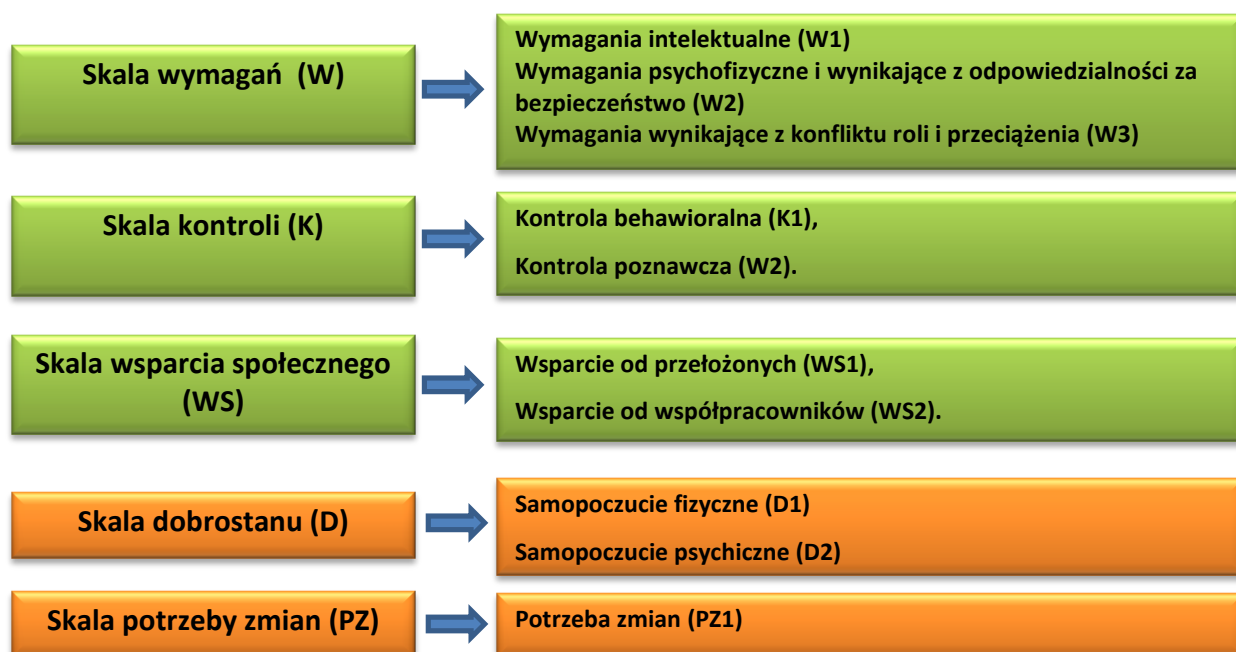 Skala wymagań (W)
Wymagania intelektualne (W1)
Wymagania psychofizyczne i wynikające z odpowiedzialności za
bezpieczeństwo (W2)
Wymagania wynikające z konfliktu roli i przeciążenia (W3)
Skala kontroli (K)
Kontrola behawioralna (K1),
Kontrola poznawcza (W2).
Skala wsparcia społecznego
(WS)
Wsparcie od przełożonych (WS1),
Wsparcie od współpracowników (WS2).
Skala dobrostanu (D)
Samopoczucie fizyczne (D1)
Samopoczucie psychiczne (D2)
Skala potrzeby zmian (PZ)
Potrzeba zmian (PZ1)